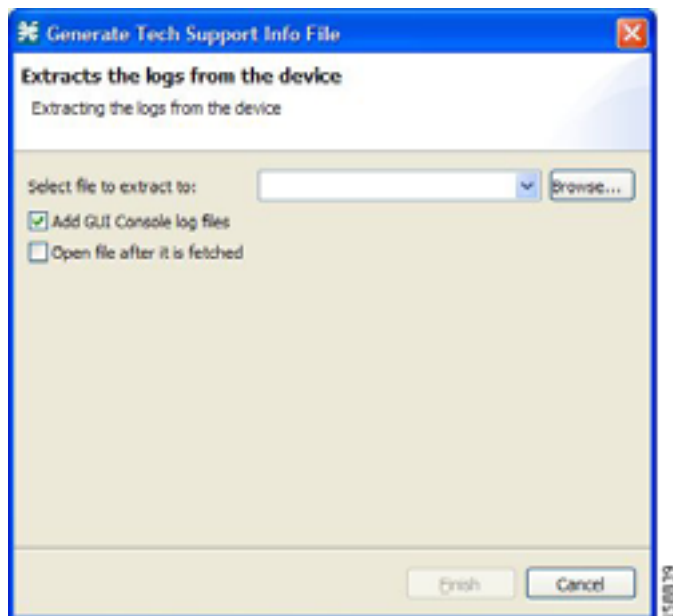 Generate Tech Support Info File
Extracts the logs from the device
Extracting the logs from the device
Select file to extract to:
Browse...
Add GUI Console log files
Open file after it is fetched
Finish
Cancel